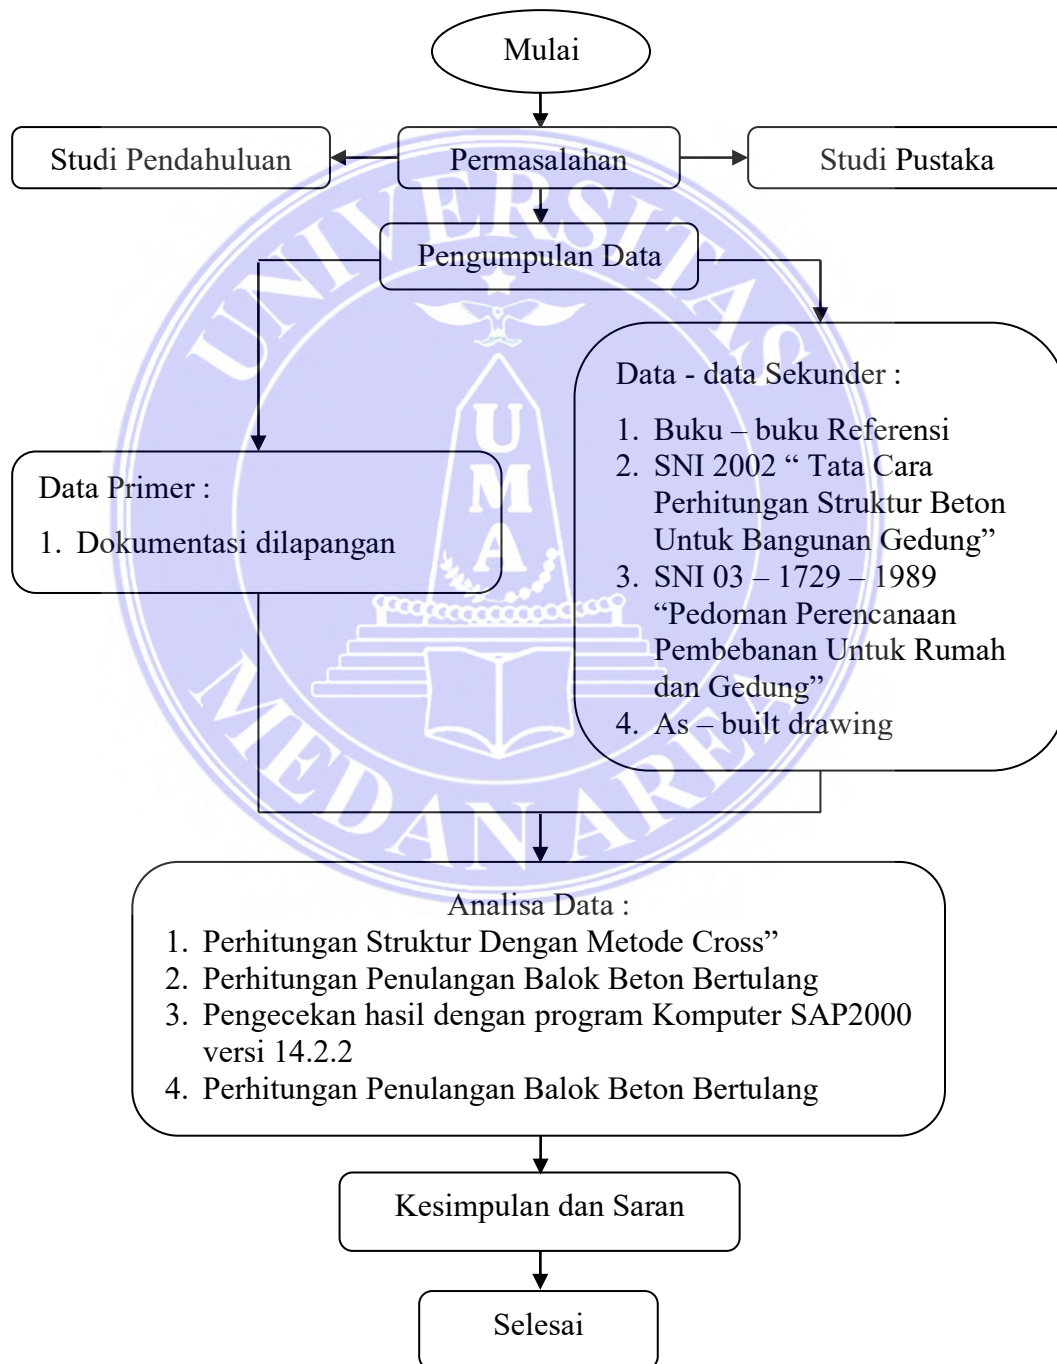 Mulai
Studi Pendahuluan
Permasalahan
Studi Pustaka
Pengumpulan Data
Data - data Sekunder :
1. Buku – buku Referensi
2. SNI 2002 “ Tata Cara
Perhitungan Struktur Beton
Untuk Bangunan Gedung”
3. SNI 03 – 1729 – 1989
“Pedoman Perencanaan
Pembebanan Untuk Rumah
dan Gedung”
4. As – built drawing
Data Primer :
1. Dokumentasi dilapangan
Analisa Data :
1. Perhitungan Struktur Dengan Metode Cross”
2. Perhitungan Penulangan Balok Beton Bertulang
3. Pengecekan hasil dengan program Komputer SAP2000
versi 14.2.2
4. Perhitungan Penulangan Balok Beton Bertulang
Kesimpulan dan Saran
Selesai
UNIVERSITAS
MEDAN AREA
UMA